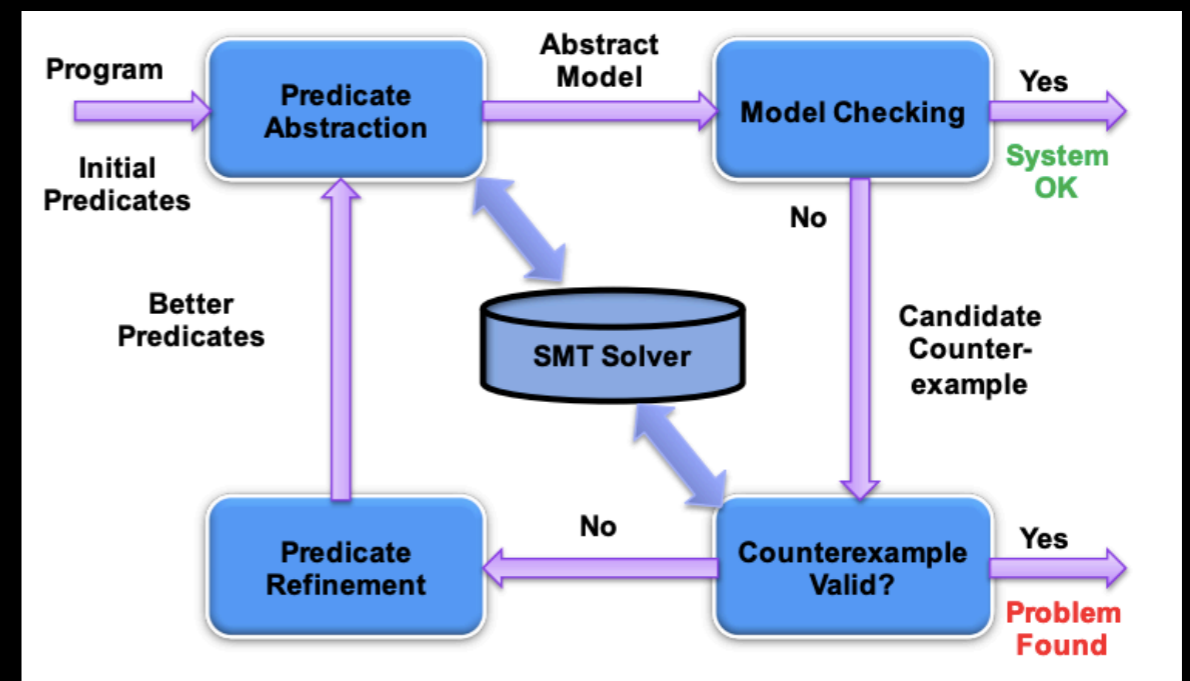 Program
Initial
Predicates
Predicate
Abstraction
Abstract
Model
Model Checking
Yes
System
OK
No
Better
Predicates
SMT Solver
Candidate
Counter-
example
Predicate
Refinement
No
Counterexample
Valid?
Yes
Problem
Found